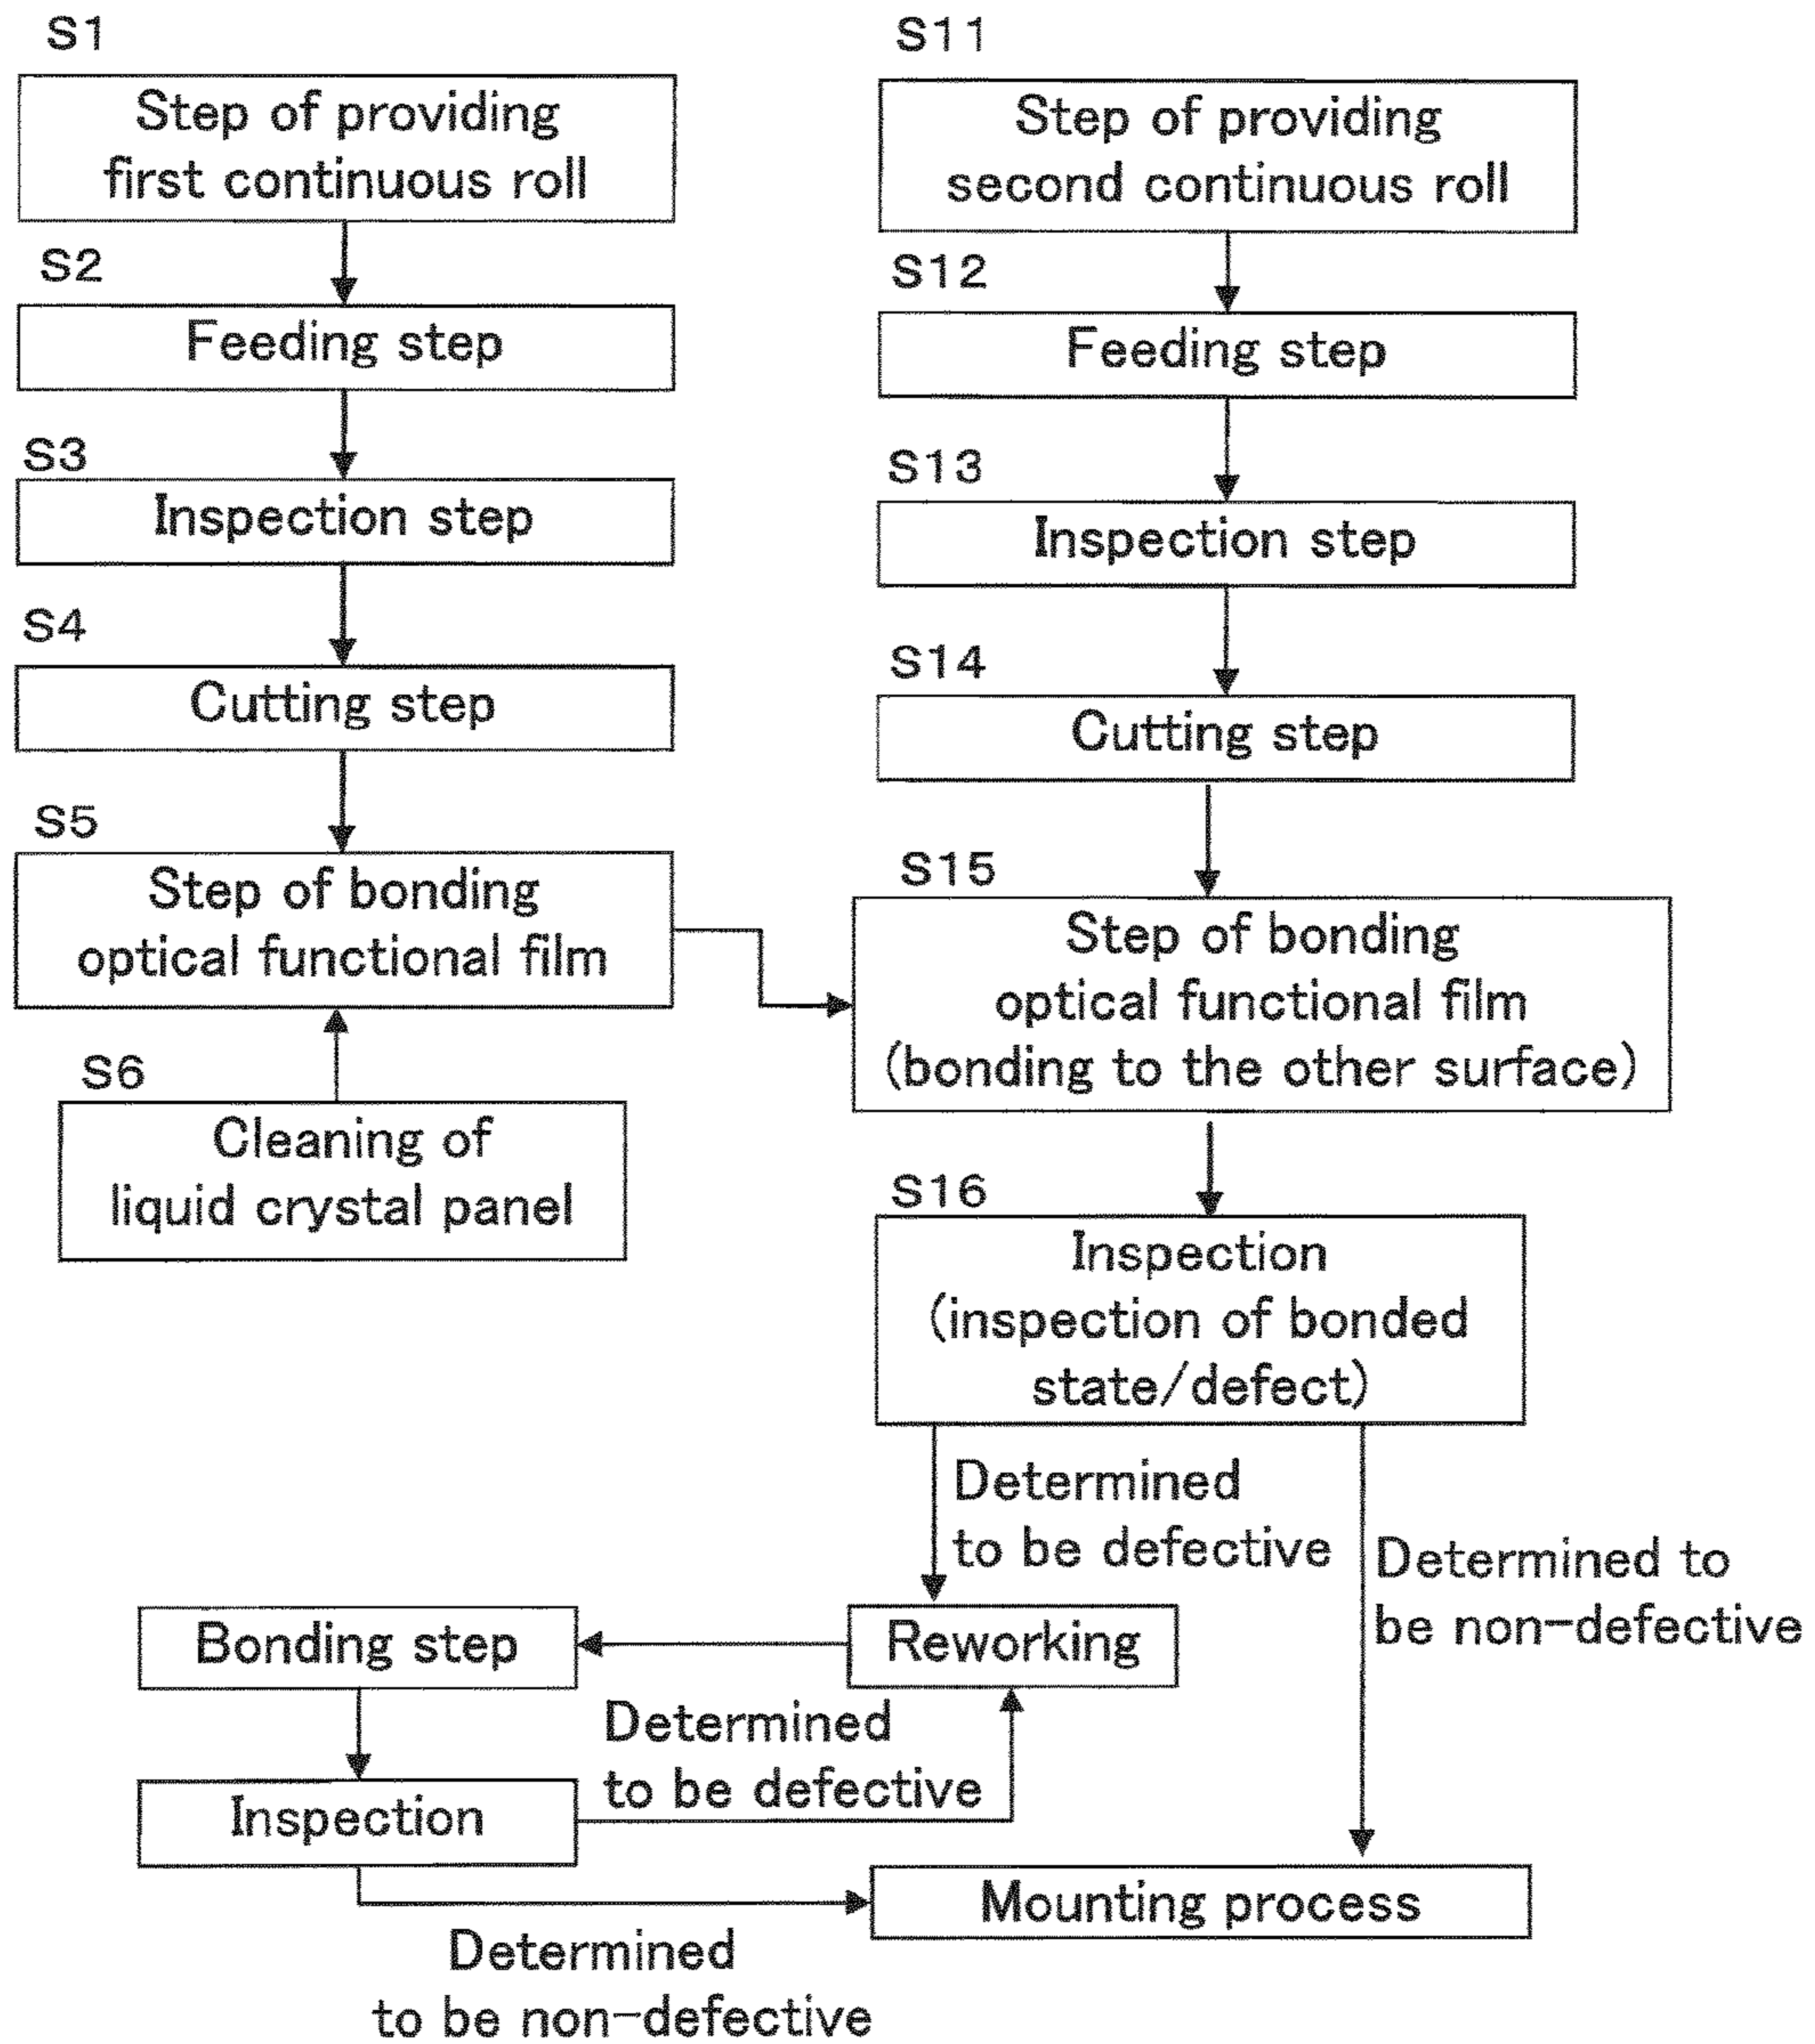 S1
Step of providing
first continuous roll
S2
Feeding step
S3
Inspection step
S4
Cutting step
S5
Step of bonding
optical functional film
S6
Cleaning of
liquid crystal panel
S11
Step of providing
second continuous roll
S12
Feeding step
S13
Inspection step
S14
Cutting step
S15
Step of bonding
optical functional film
(bonding to the other surface)
S16
Inspection
(inspection of bonded
state/defect)
Determined
to be defective
Determined to
be non-defective
Reworking
Bonding step
Determined
to be defective
Inspection
Mounting process
Determined
to be non-defective